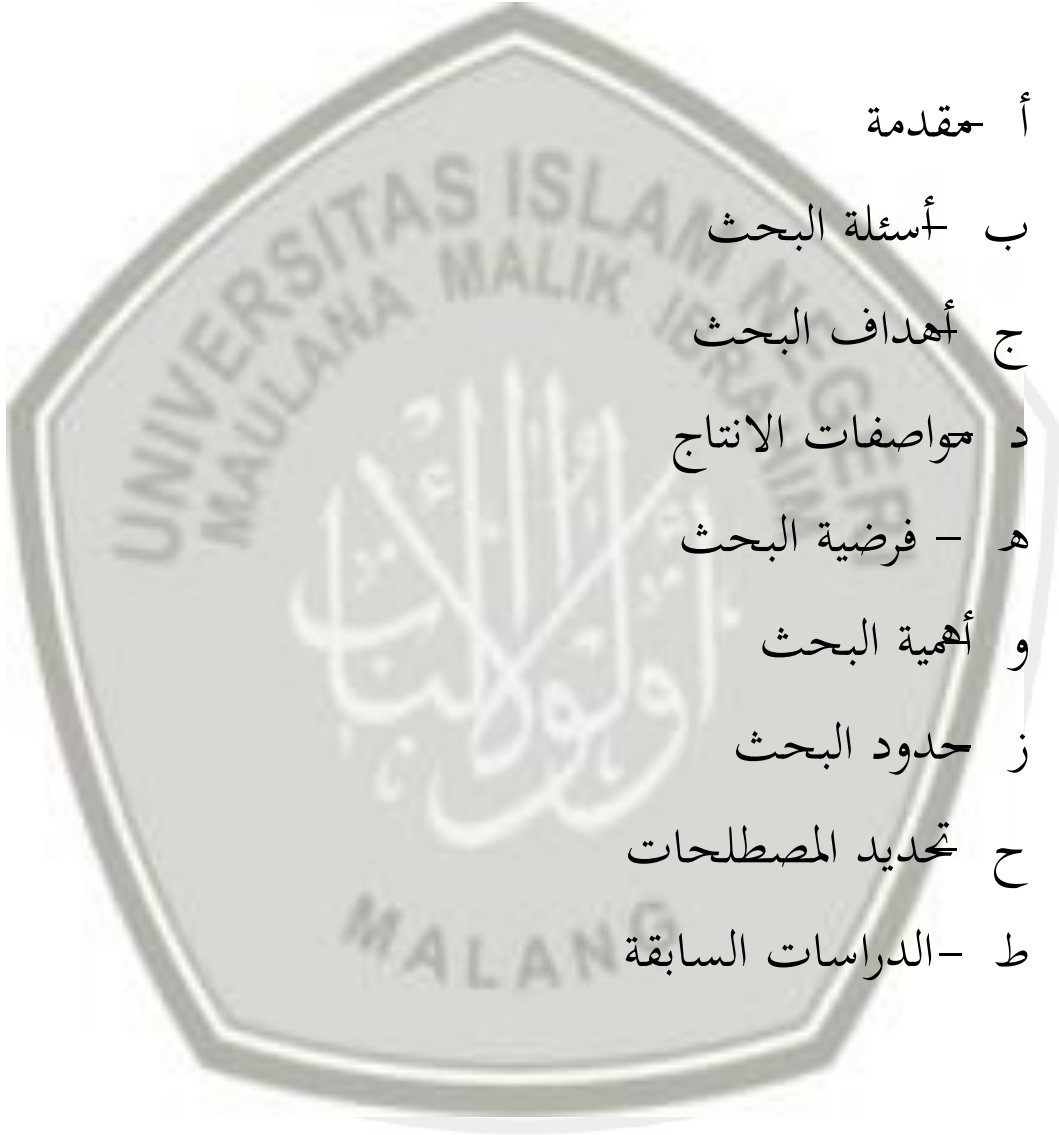 أ - مقدمة
ب - أسئلة البحث
ج - أهداف البحث
د - مواصفات الانتاج
ه - فرضية البحث
و - أهمية البحث
ز - حدود البحث
ح - تحديد المصطلحات
ط - الدراسات السابقة
UNIVERSITAS ISLAM NEGERI
MAULANA MALIK IBRAHIM
MALANG